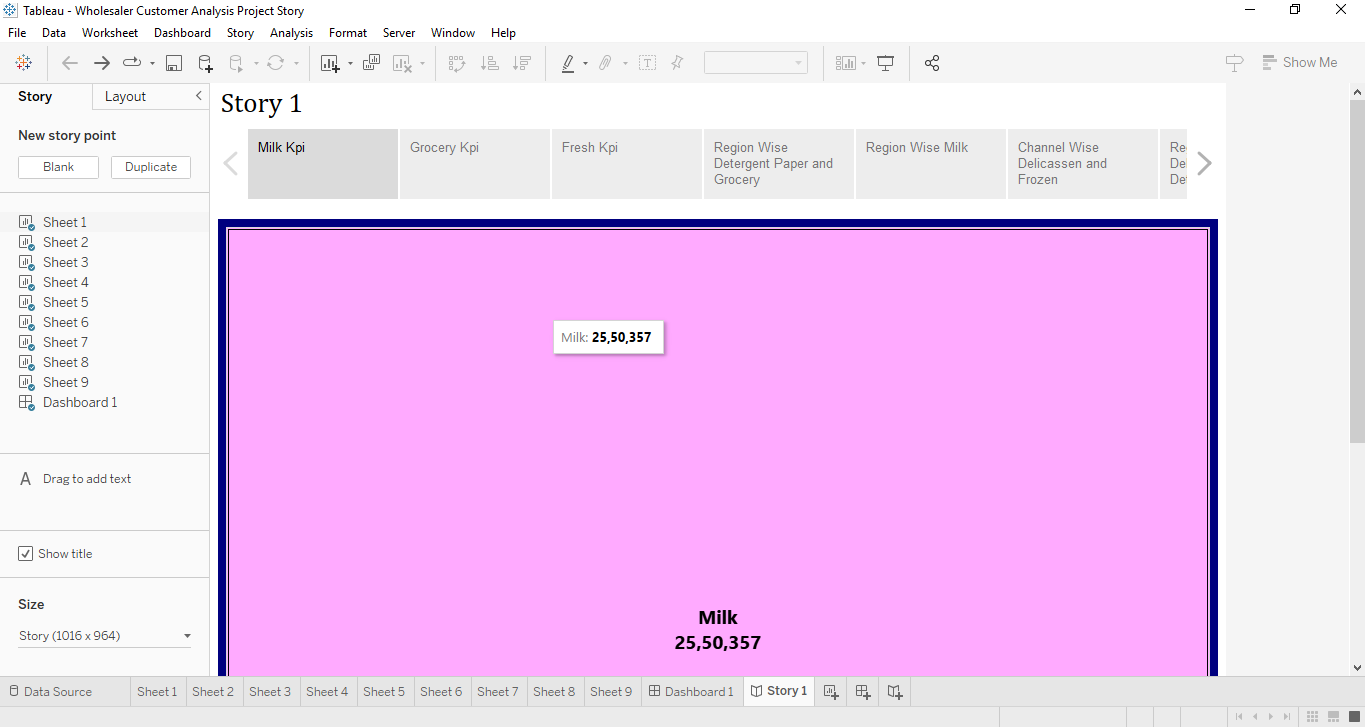 Tableau - Wholesaler Customer Analysis Project Story
File Data Worksheet Dashboard Story Analysis Format Server Window Help
Show Me
Story Layout
New story point
Blank Duplicate
Sheet 1
Sheet 2
Sheet 3
Sheet 4
Sheet 5
Sheet 6
Sheet 7
Sheet 8
Sheet 9
Dashboard 1
A Drag to add text
Show title
Size
Story (1016 x 964)
Story 1
Milk Kpi
Grocery Kpi
Fresh Kpi
Region Wise
Detergent Paper and
Grocery
Region Wise Milk
Channel Wise
Delicassen and
Frozen
Milk: 25,50,357
Milk
25,50,357
Data Source Sheet 1 Sheet 2 Sheet 3 Sheet 4 Sheet 5 Sheet 6 Sheet 7 Sheet 8 Sheet 9 Dashboard 1 Story 1